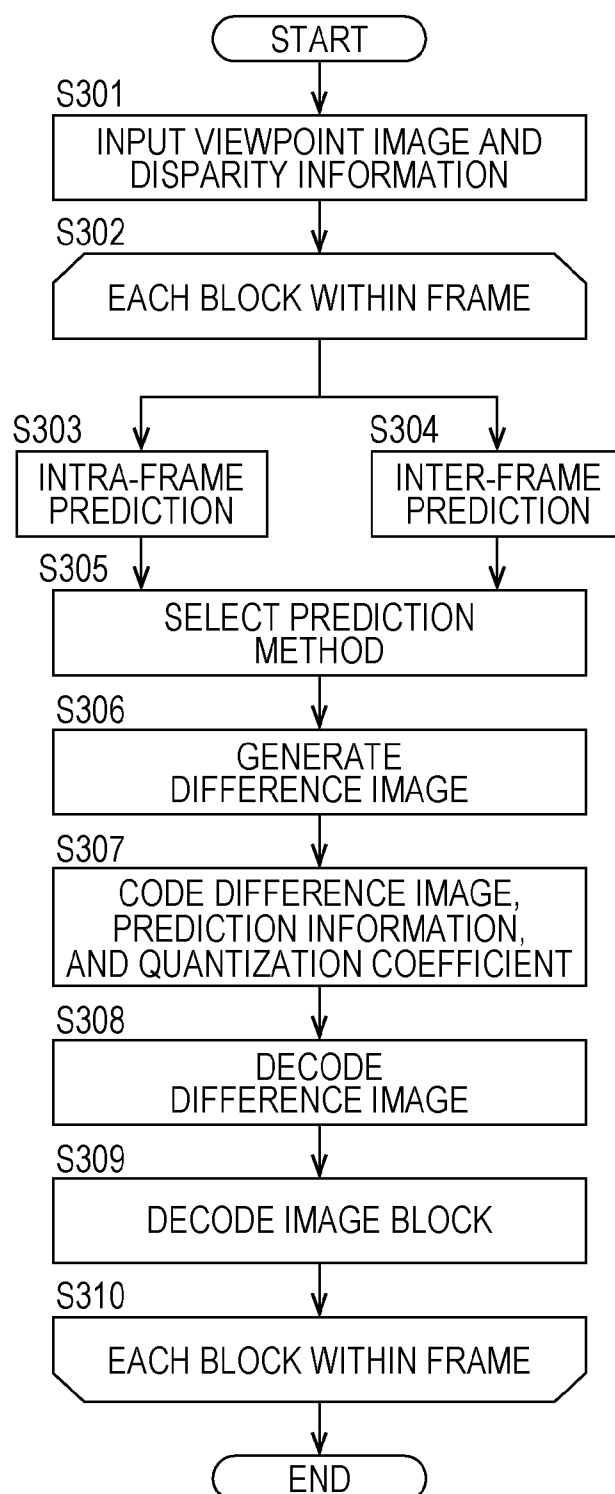 START
S301
INPUT VIEWPOINT IMAGE AND
DISPARITY INFORMATION
S302
EACH BLOCK WITHIN FRAME
S303
INTRA-FRAME
PREDICTION
S304
INTER-FRAME
PREDICTION
S305
SELECT PREDICTION
METHOD
S306
GENERATE
DIFFERENCE IMAGE
S307
CODE DIFFERENCE IMAGE,
PREDICTION INFORMATION,
AND QUANTIZATION COEFFICIENT
S308
DECODE
DIFFERENCE IMAGE
S309
DECODE IMAGE BLOCK
S310
EACH BLOCK WITHIN FRAME
END